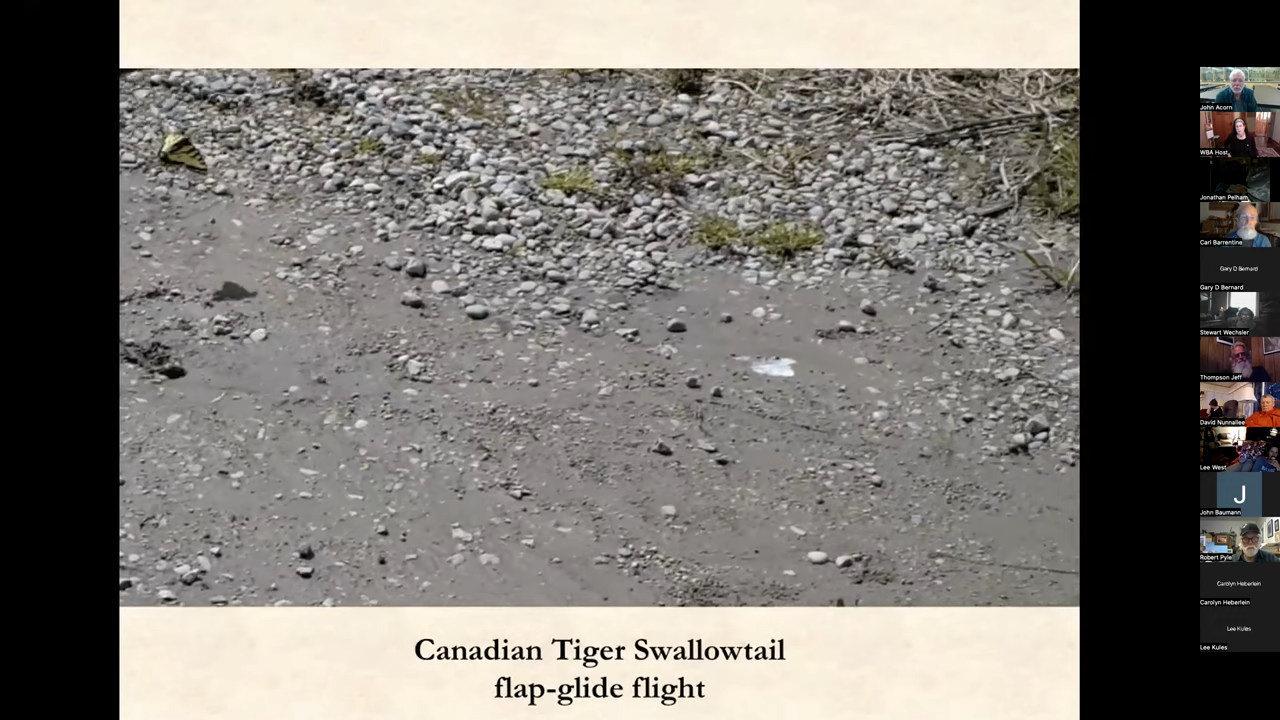 Canadian Tiger Swallowtail
flap-glide flight
John Acorn
WBA Host
Jonathan Pelham
Carl Barrentine
Gary D Bernard
Gary D Bernard
Stewart Wechsler
Thompson Jeff
David Nunnallee
Lee West
J
John Baumann
Robert Pyle
Carolyn Heberlein
Carolyn Heberlein
Lee Kules
Lee Kules